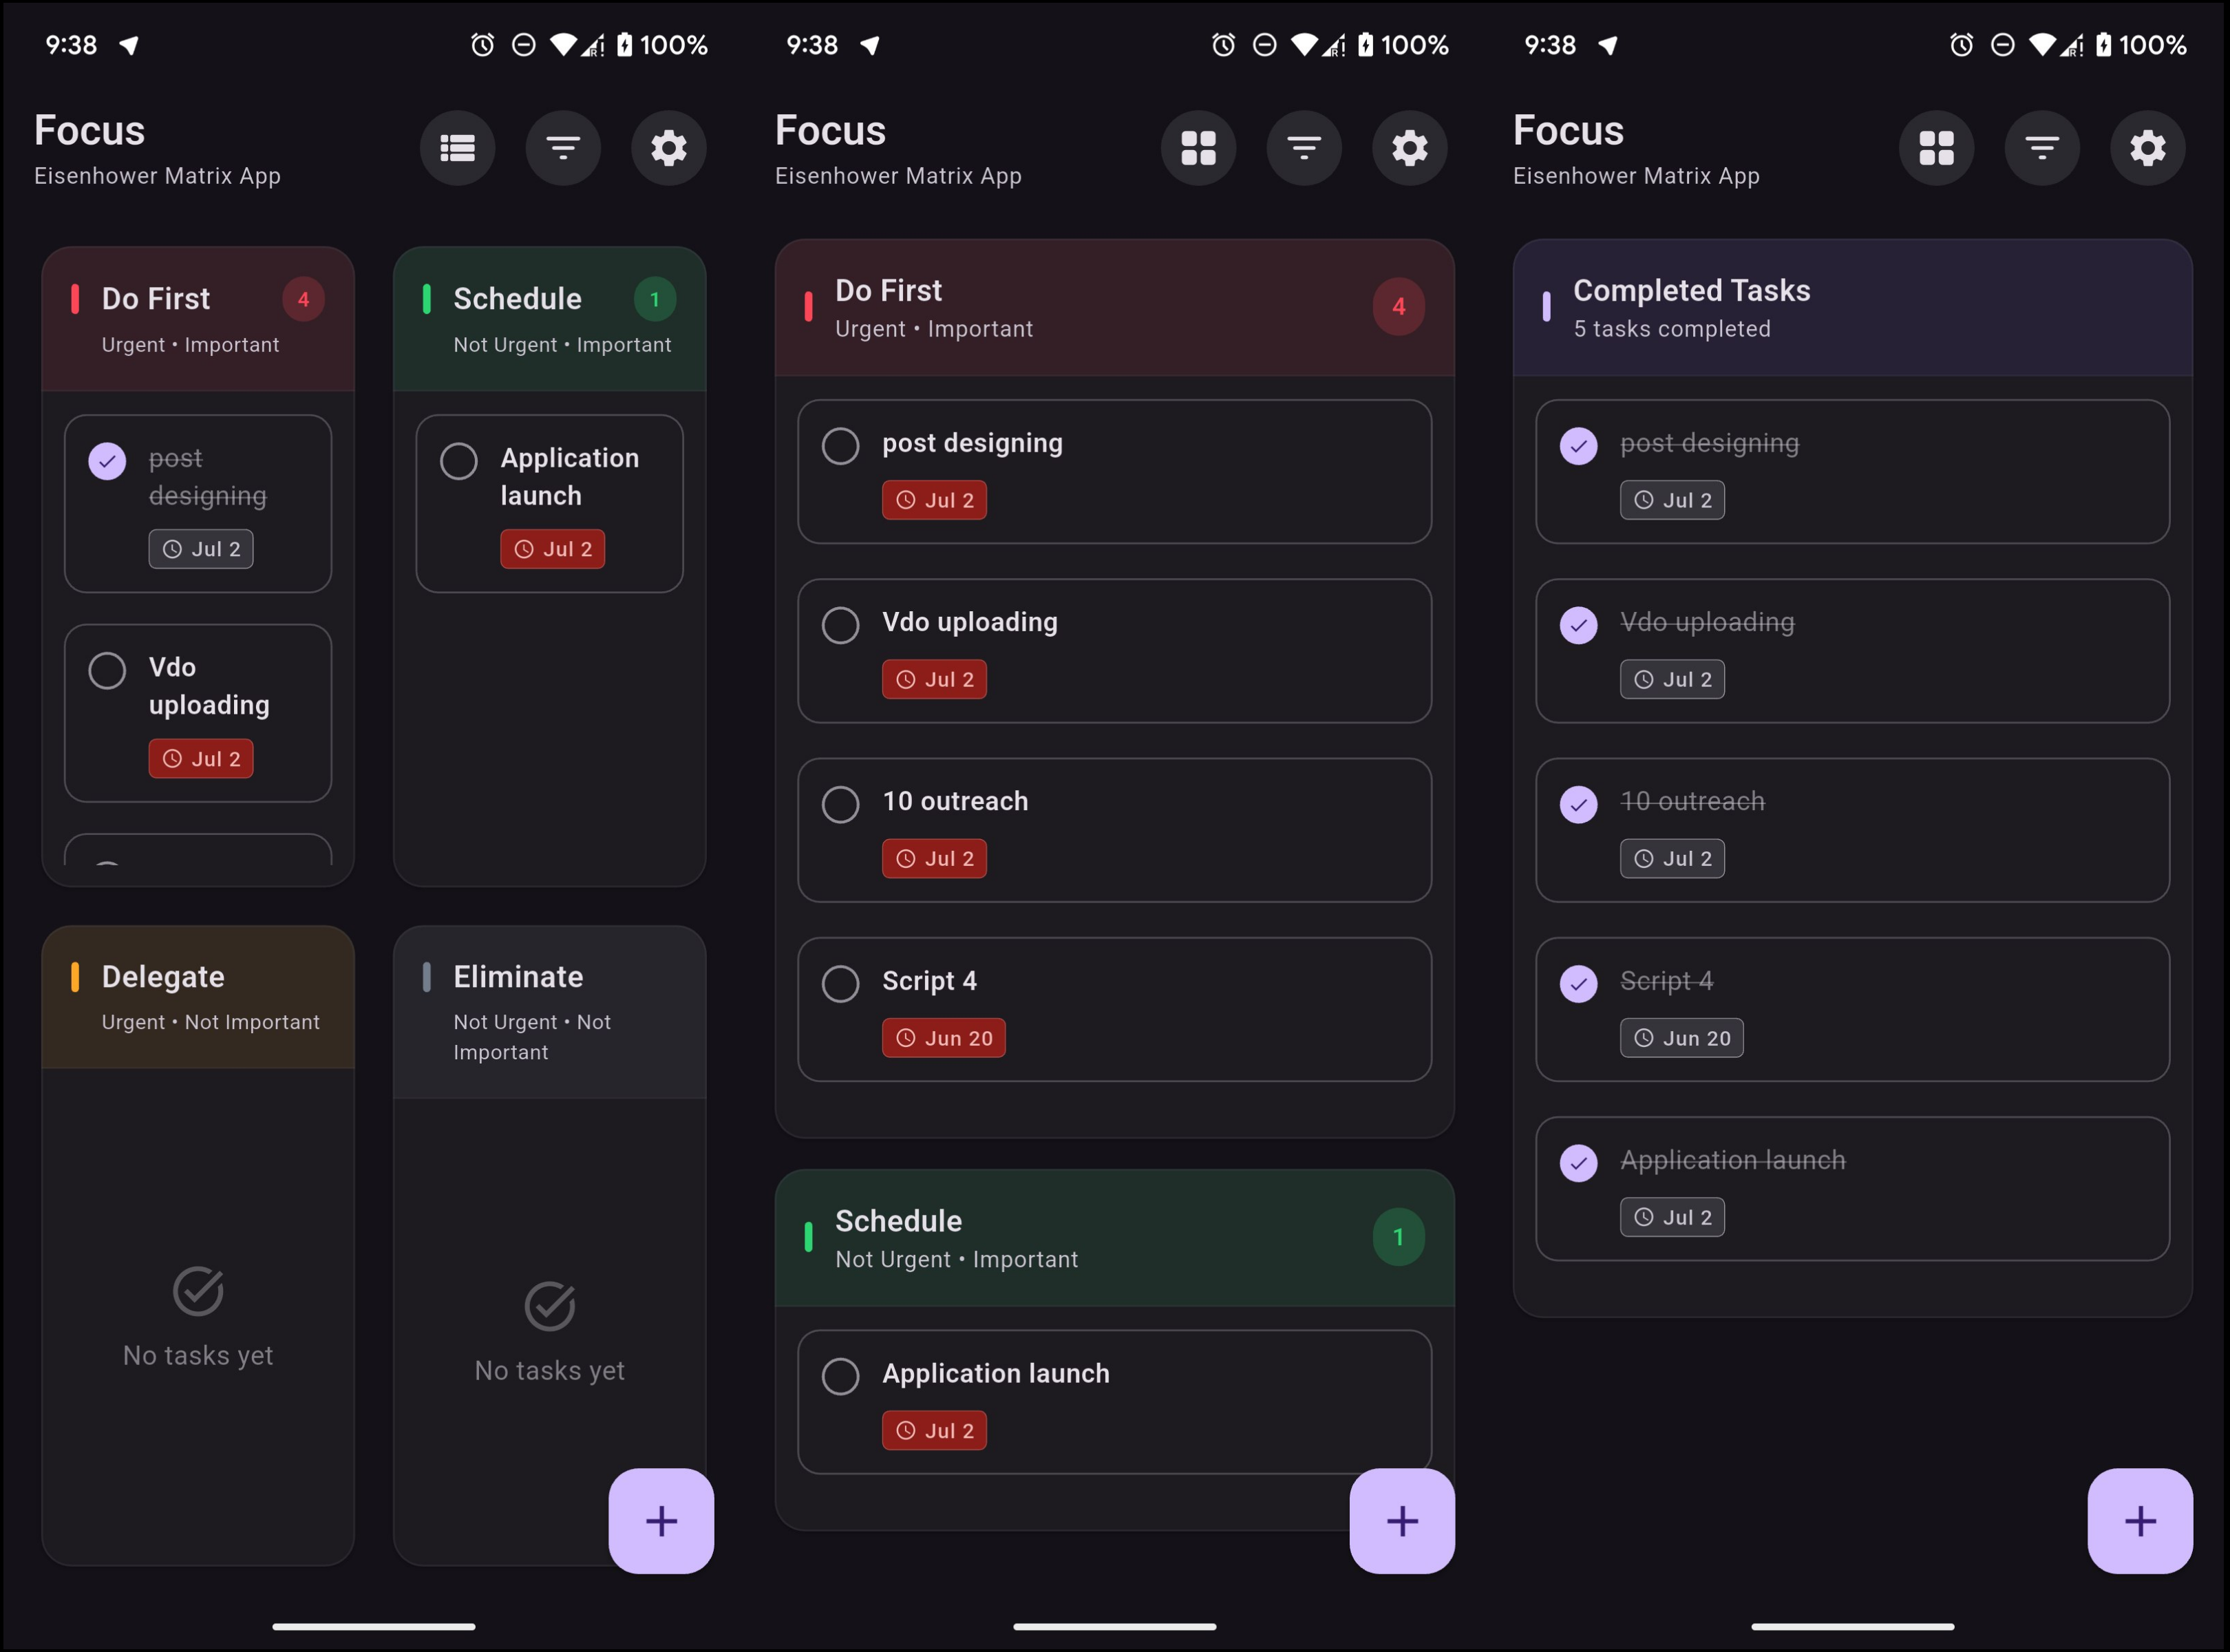 9:38 100%
Focus
Eisenhower Matrix App
Do First 4
Urgent • Important
post
designing
Jul 2
Vdo
uploading
Jul 2
Schedule 1
Not Urgent • Important
Application
launch
Jul 2
Delegate
Urgent • Not Important
No tasks yet
Eliminate
Not Urgent • Not
Important
No tasks yet
9:38 R! 100%
Focus
Eisenhower Matrix App
Do First 4
Urgent • Important
post designing
Jul 2
Vdo uploading
Jul 2
10 outreach
Jul 2
Script 4
Jun 20
Schedule 1
Not Urgent • Important
Application launch
Jul 2
9:38 R! 100%
Focus
Eisenhower Matrix App
Completed Tasks
5 tasks completed
post designing
Jul 2
Vdo uploading
Jul 2
10 outreach
Jul 2
Script 4
Jun 20
Application launch
Jul 2